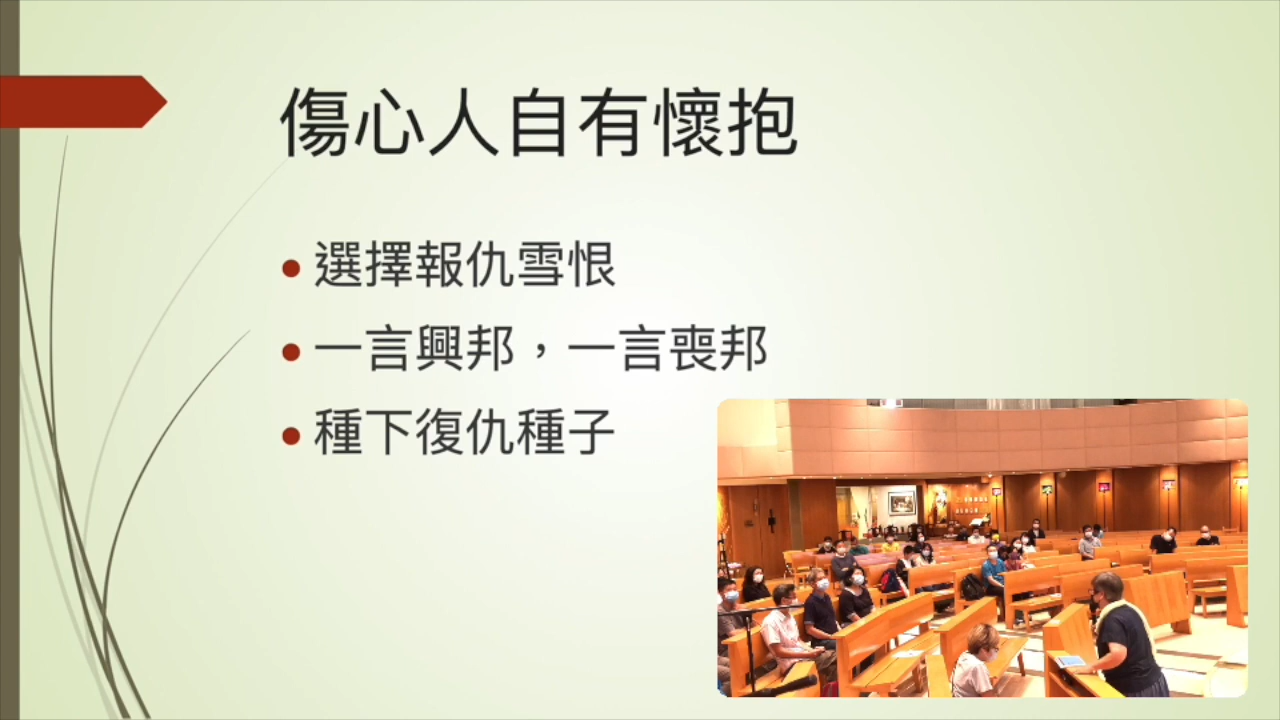 傷心人自有懷抱
選擇報仇雪恨
一言興邦，一言喪邦
種下復仇種子